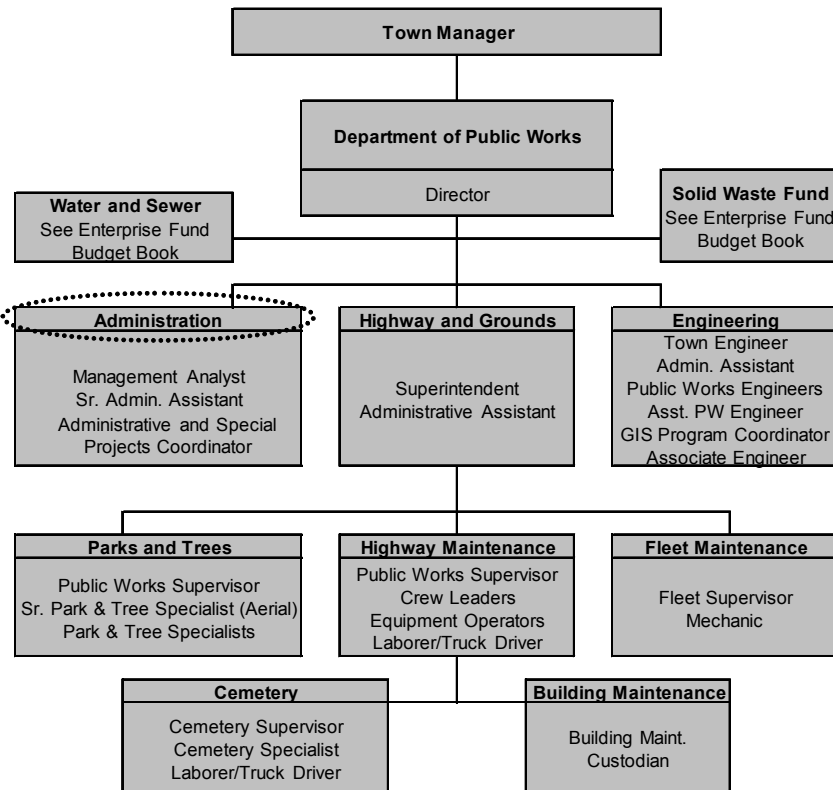 Town Manager
Department of Public Works
Director
Water and Sewer
See Enterprise Fund
Budget Book
Solid Waste Fund
See Enterprise Fund
Budget Book
Administration
Management Analyst
Sr. Admin. Assistant
Administrative and Special
Projects Coordinator
Highway and Grounds
Superintendent
Administrative Assistant
Engineering
Town Engineer
Admin. Assistant
Public Works Engineers
Asst. PW Engineer
GIS Program Coordinator
Associate Engineer
Parks and Trees
Public Works Supervisor
Sr. Park & Tree Specialist (Aerial)
Park & Tree Specialists
Highway Maintenance
Public Works Supervisor
Crew Leaders
Equipment Operators
Laborer/Truck Driver
Fleet Maintenance
Fleet Supervisor
Mechanic
Cemetery
Cemetery Supervisor
Cemetery Specialist
Laborer/Truck Driver
Building Maintenance
Building Maint.
Custodian